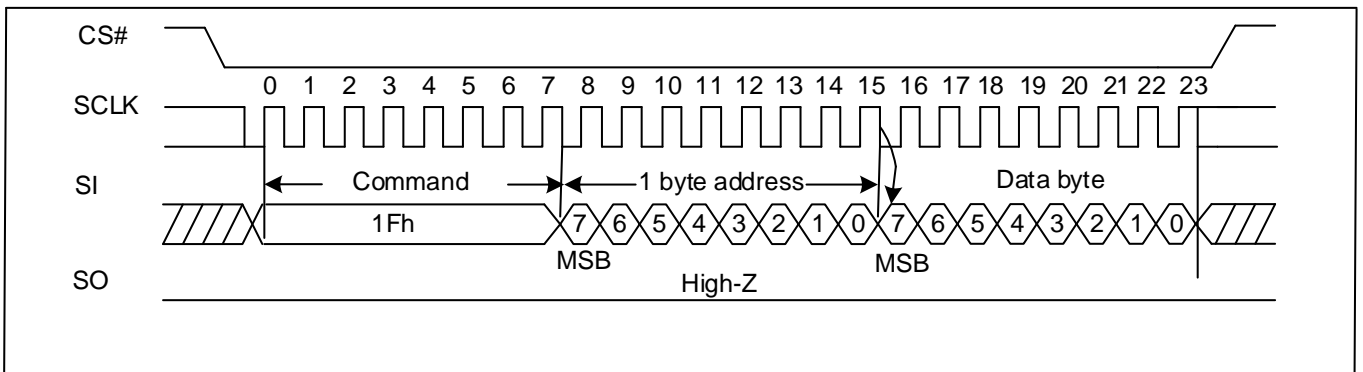 CS#
0 1 2 3 4 5 6 7 8 9 10 11 12 13 14 15 16 17 18 19 20 21 22 23
SCLK
SI Command 1 byte address Data byte
1Fh 7 6 5 4 3 2 1 0 7 6 5 4 3 2 1 0
MSB MSB
SO High-Z